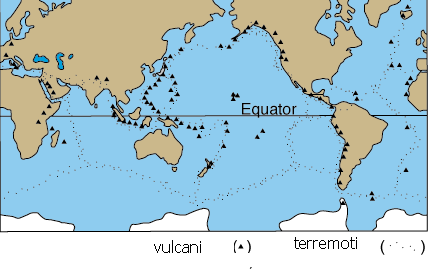 Equator
vulcani (▲) terremoti (·····)